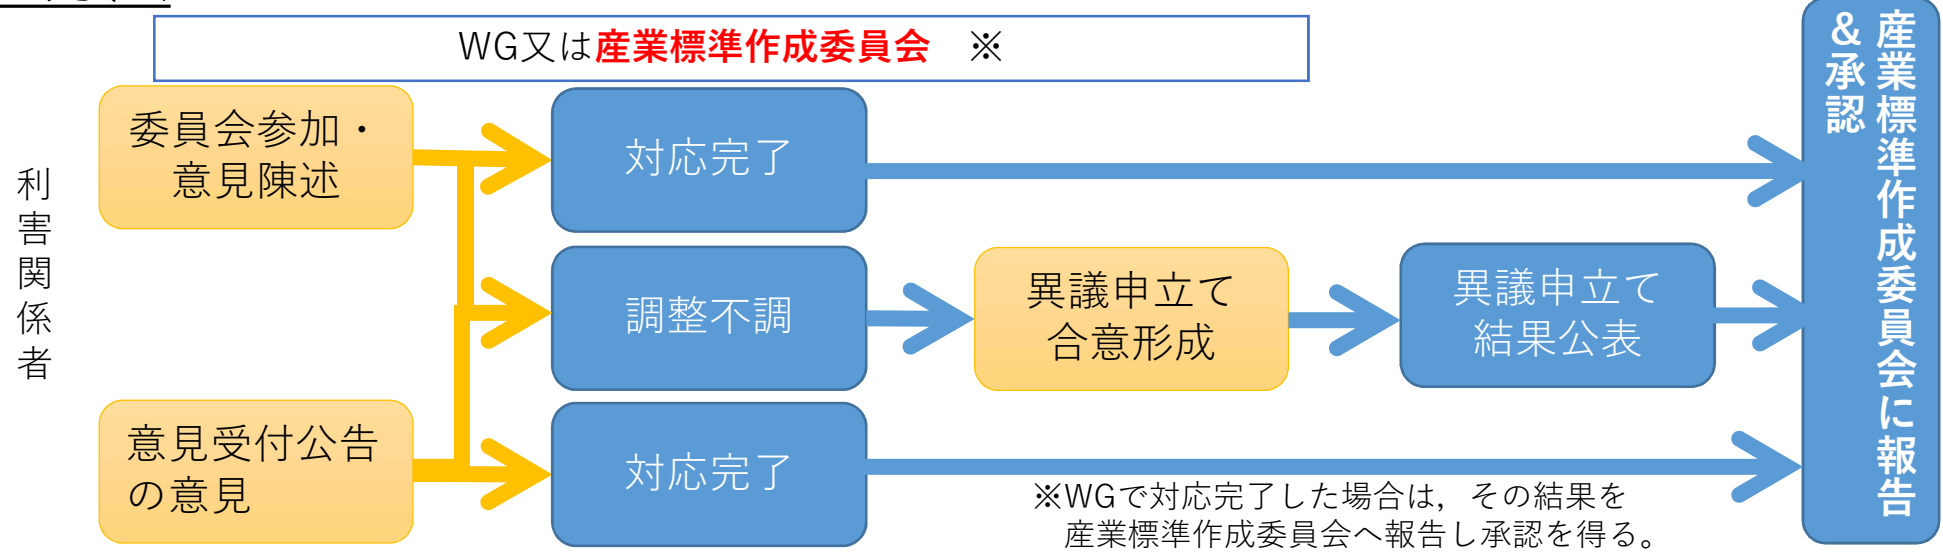 WG又は産業標準作成委員会 ※
利害関係者
委員会参加・
意見陳述
対応完了
調整不調
異議申立て
合意形成
異議申立て
結果公表
意見受付公告
の意見
対応完了
※WGで対応完了した場合は，その結果を
産業標準作成委員会へ報告し承認を得る。
産業標準作成委員会に報告
&承認